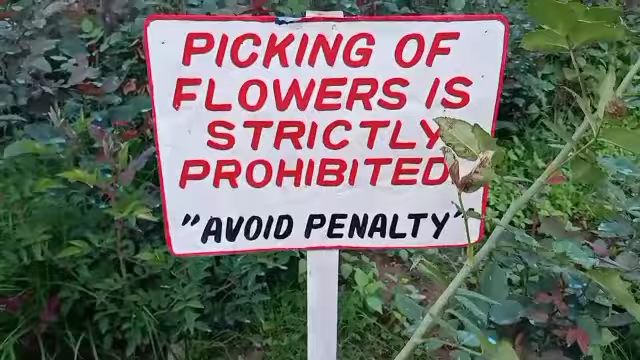 PICKING OF
FLOWERS IS
STRICTLY
PROHIBITED.
"AVOID PENALTY"